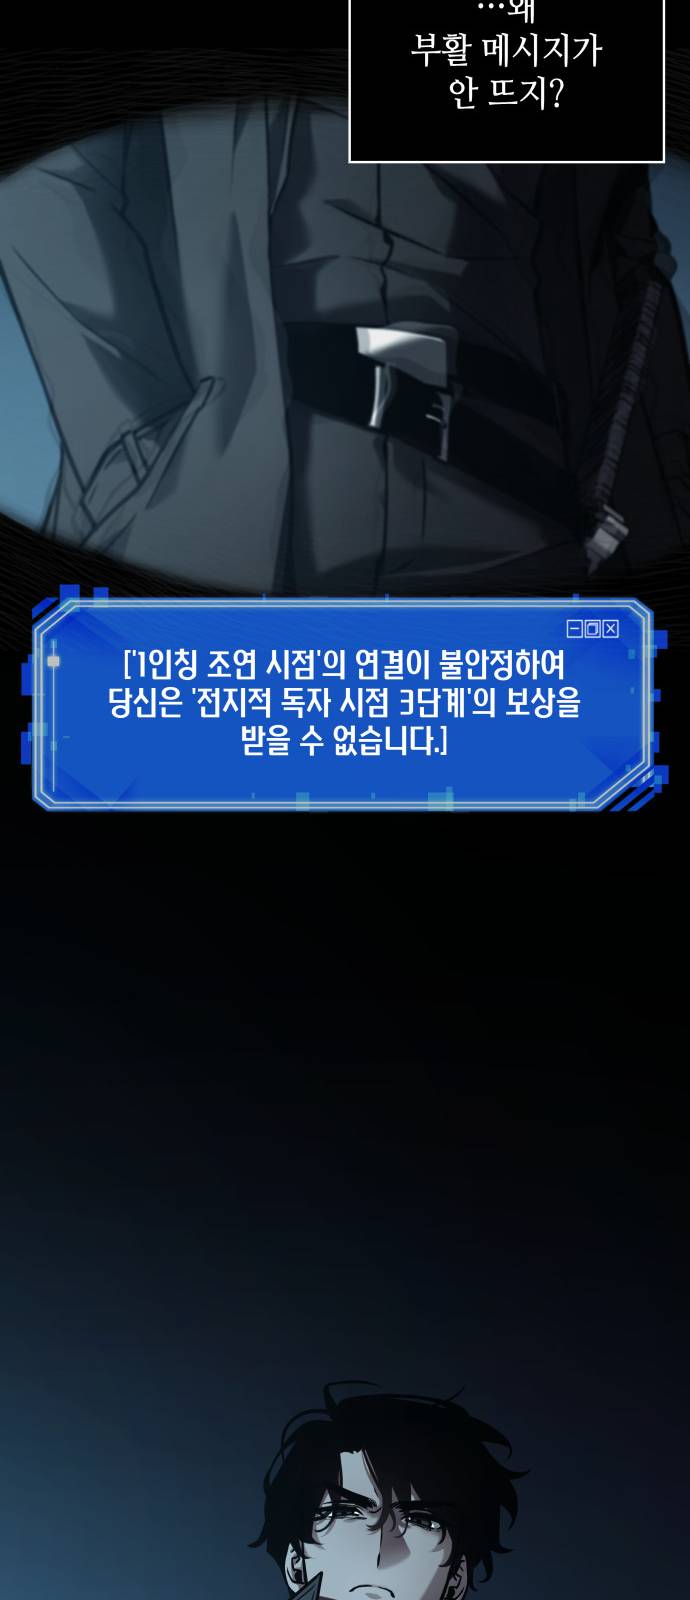 …왜
부활 메시지가
안 뜨지?
['1인칭 조연 시점'의 연결이 불안정하여
당신은 '전지적 독자 시점 3단계'의 보상을
받을 수 없습니다.]